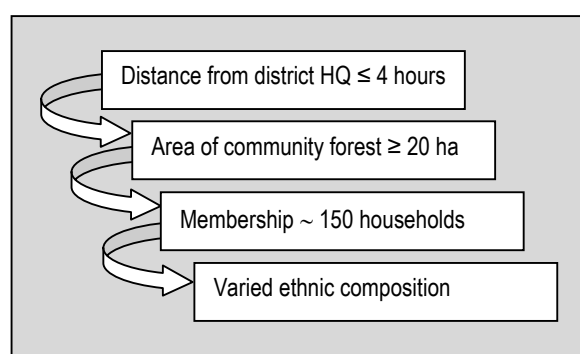 Distance from district HQ ≤ 4 hours
Area of community forest ≥ 20 ha
Membership ~ 150 households
Varied ethnic composition